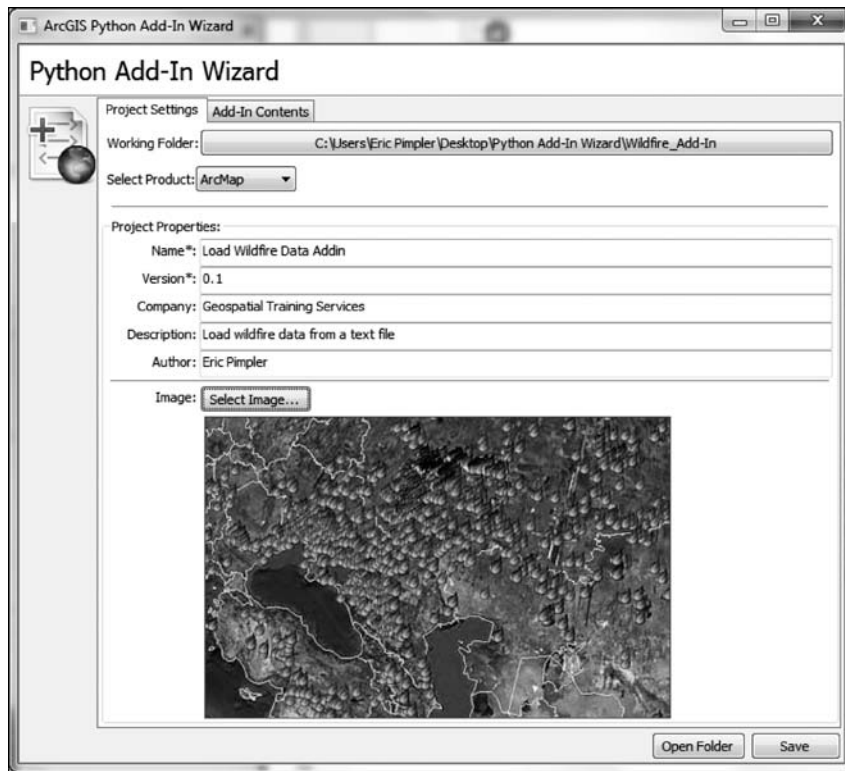 ArcGIS Python Add-In Wizard
Python Add-In Wizard
Project Settings Add-In Contents
Working Folder: C:\Users\Eric Pimpler\Desktop\Python Add-In Wizard\Wildfire_Add-In
Select Product: ArcMap
Project Properties:
Name*: Load Wildfire Data Addin
Version*: 0.1
Company: Geospatial Training Services
Description: Load wildfire data from a text file
Author: Eric Pimpler
Image: Select Image...
Open Folder Save